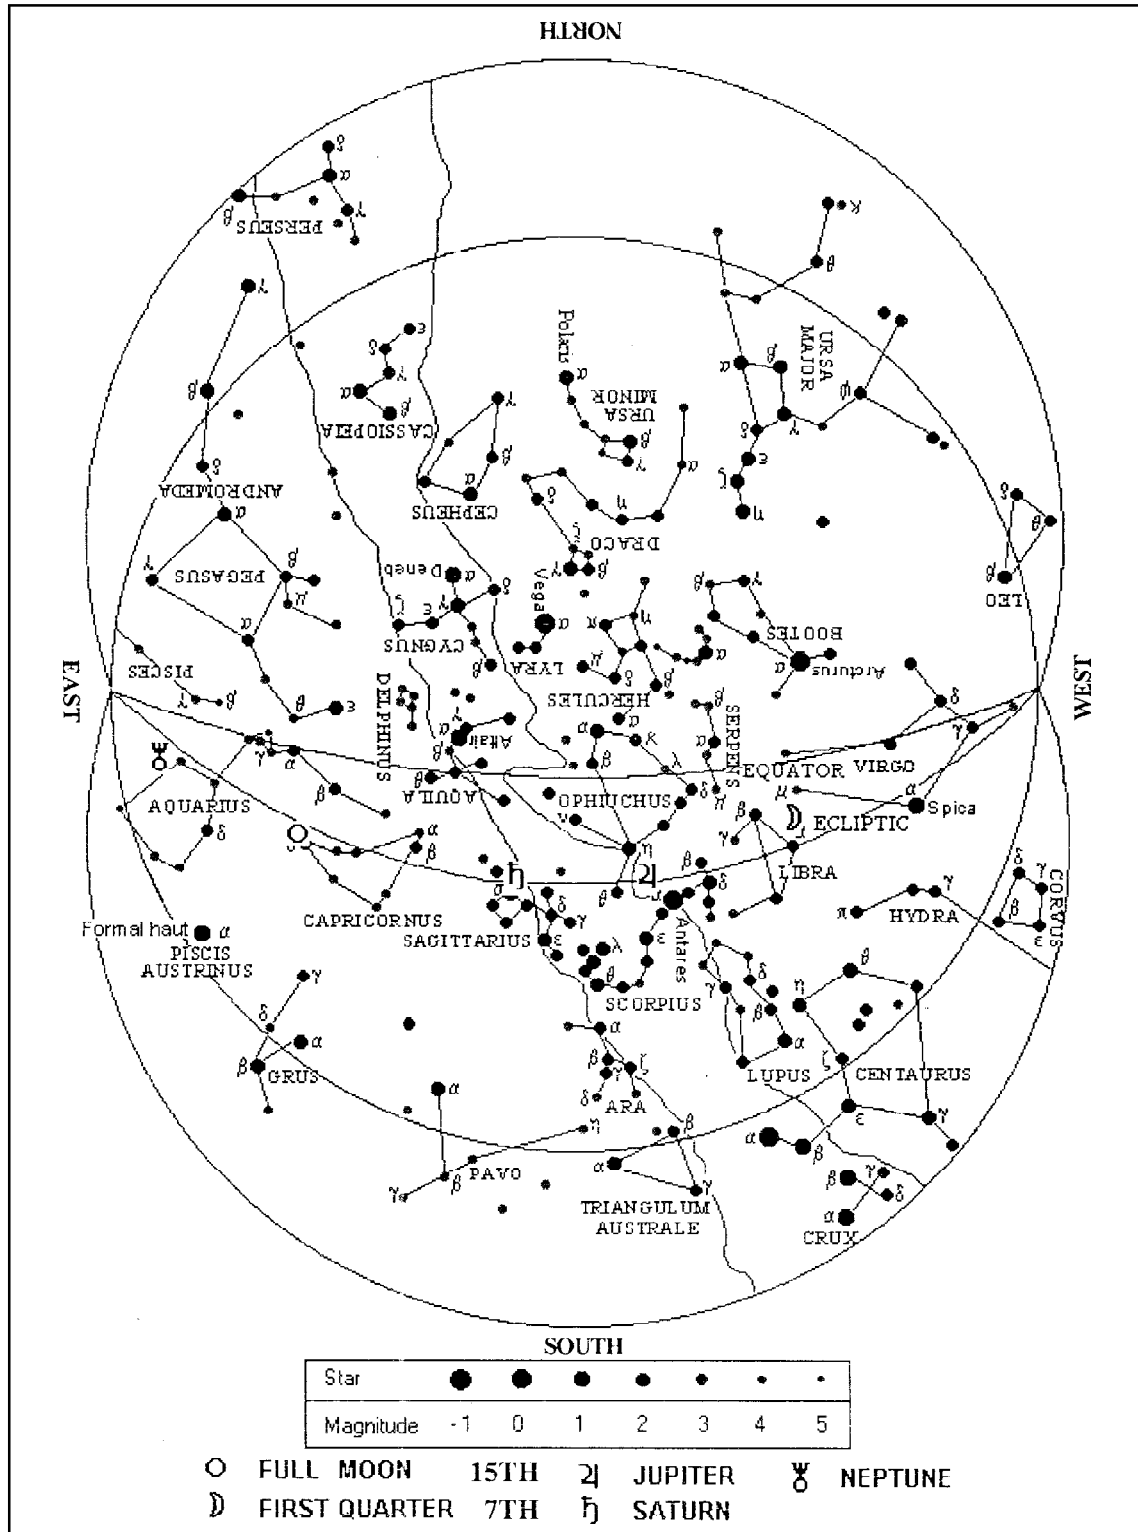 NORTH
PERSEUS
δ
α
γ
β
κ
θ
γ
ε
δ
γ
α
β
CASSIOPEIA
Polaris
α
URSA MINOR
β
γ
URSA MAJOR
α
β
ψ
γ
δ
ε
ζ
η
β
δ
ANDROMEDA
α
γ
β
α
CEPHEUS
δ
η
α
DRACO
ζ
γ
β
δ
θ
β
LEO
γ
PEGASUS
β
μ
α
θ
ε
Deneb
α
δ
γ
ε
ζ
CYGNUS
Vega
α
LYRA
π
η
μ
δ
β
α
HERCULES
β
γ
BOOTES
α
Arcturus
α
EAST
WEST
PISCES
γ
β
DELPHINUS
γ
α
Altair
β
θ
AQUILA
α
κ
β
λ
δ
OPHIUCHUS
ν
η
θ
SERPENS
β
α
μ
EQUATOR
VIRGO
δ
γ
α
Spica
μ
AQUARIUS
γ
α
β
δ
ECLIPTIC
β
γ
LIBRA
α
β
CAPRICORNUS
SAGITTARIUS
σ
δ
γ
ε
β
δ
τ
Antares
ε
λ
θ
SCORPIUS
π
γ
HYDRA
δ
γ
β
ε
CORVUS
Formal haut
α
PISCIS
AUSTRINUS
γ
δ
α
β
GRUS
α
β
γ
ζ
δ
ARA
η
δ
γ
β
α
LUPUS
θ
η
ζ
CENTAURUS
ε
γ
α
β
α
γ
β
PAVO
β
α
γ
TRIANGULUM
AUSTRALE
γ
β
δ
α
CRUX
SOUTH
Star
Magnitude -1 0 1 2 3 4 5
FULL MOON 15TH JUPITER NEPTUNE
FIRST QUARTER 7TH SATURN